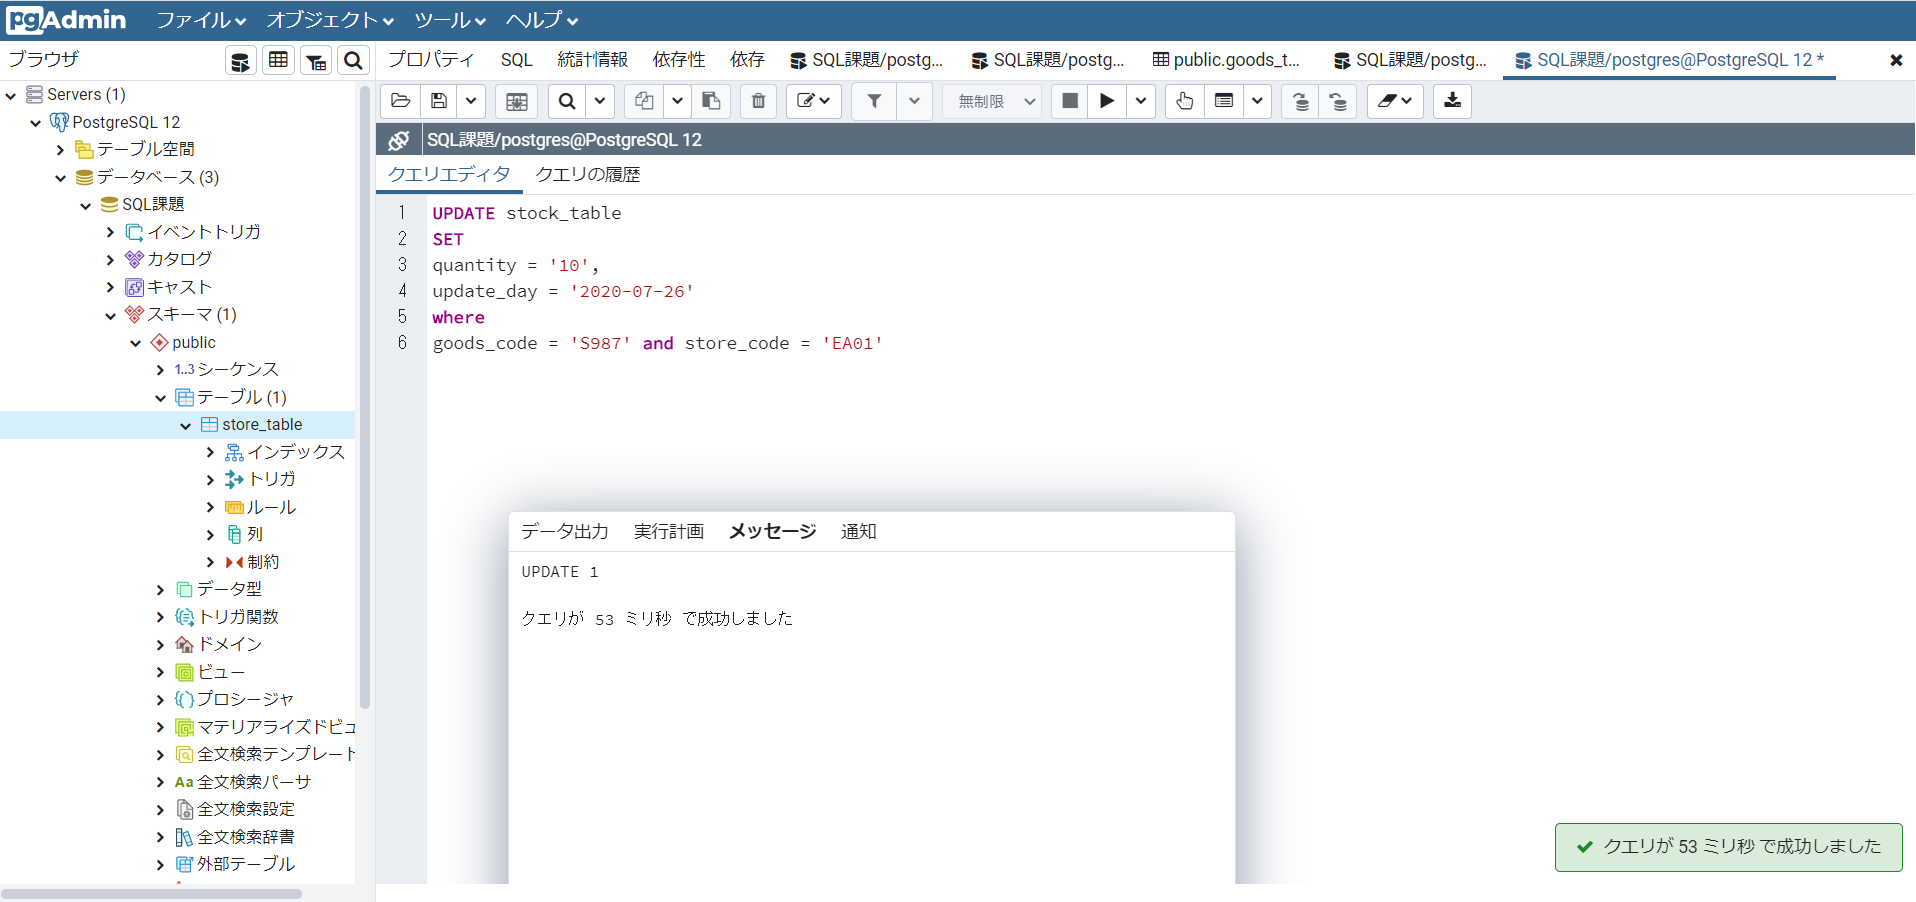 pgAdmin ファイル オブジェクト ツール ヘルプ
ブラウザ
プロパティ SQL 統計情報 依存性 依存 SQL課題/postg... SQL課題/postg... public.goods_t... SQL課題/postg... SQL課題/postgres@PostgreSQL 12 *
無制限
SQL課題/postgres@PostgreSQL 12
クエリエディタ クエリの履歴
Servers (1)
PostgreSQL 12
テーブル空間
データベース (3)
SQL課題
イベントトリガ
カタログ
キャスト
スキーマ (1)
public
1..3 シーケンス
テーブル (1)
store_table
インデックス
トリガ
ルール
列
制約
データ型
トリガ関数
ドメイン
ビュー
プロシージャ
マテリアライズドビュ
全文検索テンプレート
Aa 全文検索パーサ
全文検索設定
全文検索辞書
外部テーブル
1 UPDATE stock_table
2 SET
3 quantity = '10',
4 update_day = '2020-07-26'
5 where
6 goods_code = 'S987' and store_code = 'EA01'
データ出力 実行計画 メッセージ 通知
UPDATE 1
クエリが 53 ミリ秒 で成功しました
クエリが 53 ミリ秒 で成功しました